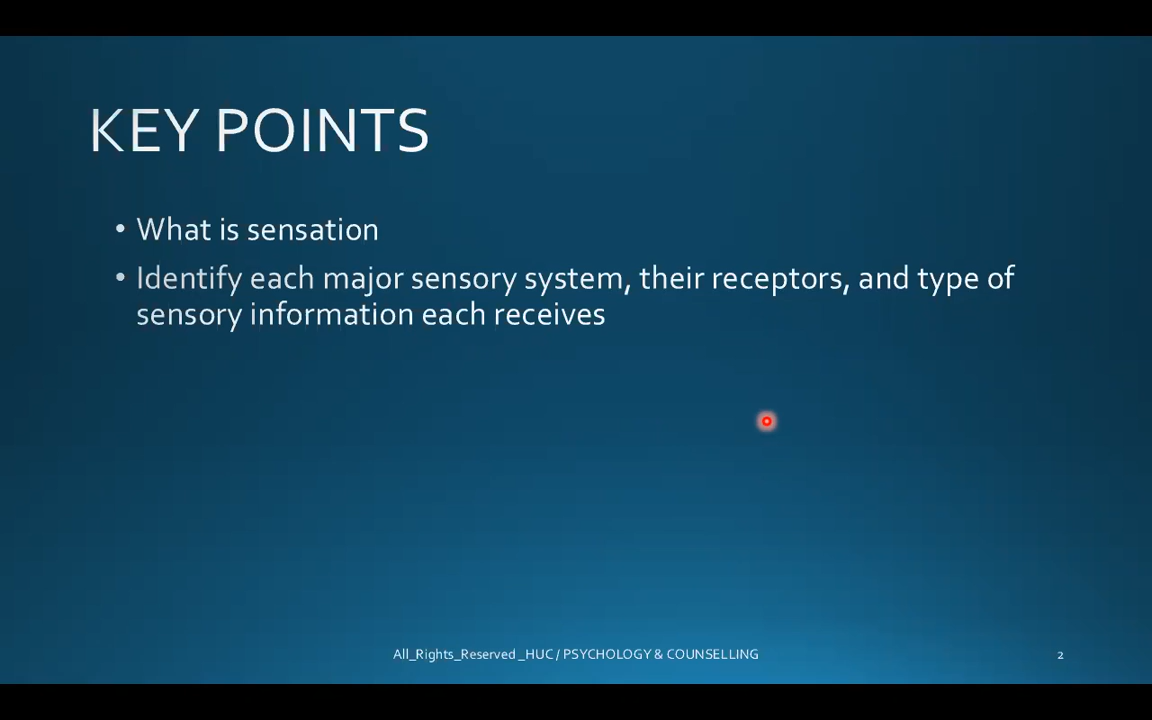 KEY POINTS
• What is sensation
• Identify each major sensory system, their receptors, and type of
sensory information each receives
All_Rights_Reserved _HUC / PSYCHOLOGY & COUNSELLING
2